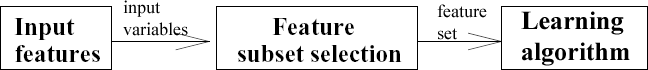 Input
features
input
variables
Feature
subset selection
feature
set
Learning
algorithm